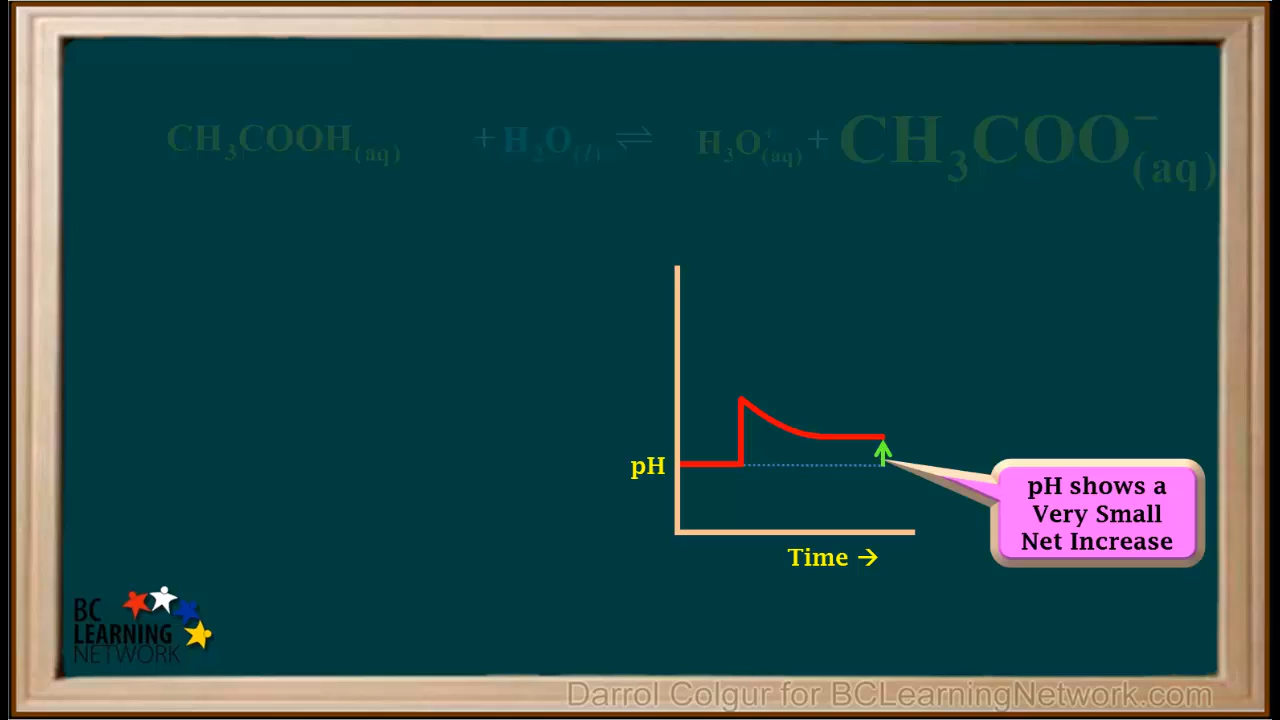 CH₃COOH(aq) + H₂O(l) ⇌ H₃O⁺(aq) + CH₃COO⁻(aq)
pH
pH shows a
Very Small
Net Increase
Time →
BC
LEARNING
NETWORK
Darrol Colgur for BCLearningNetwork.com